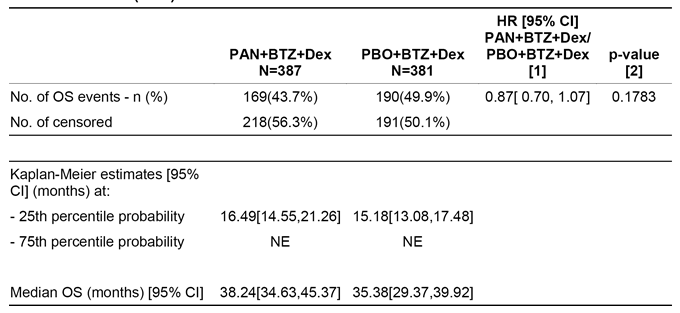 HR [95% CI]
PAN+BTZ+Dex/
PAN+BTZ+Dex PBO+BTZ+Dex PBO+BTZ+Dex p-value
N=387 N=381 [1] [2]
No. of OS events - n (%) 169(43.7%) 190(49.9%) 0.87[ 0.70, 1.07] 0.1783
No. of censored 218(56.3%) 191(50.1%)
Kaplan-Meier estimates [95%
CI] (months) at:
- 25th percentile probability 16.49[14.55,21.26] 15.18[13.08,17.48]
- 75th percentile probability NE NE
Median OS (months) [95% CI] 38.24[34.63,45.37] 35.38[29.37,39.92]